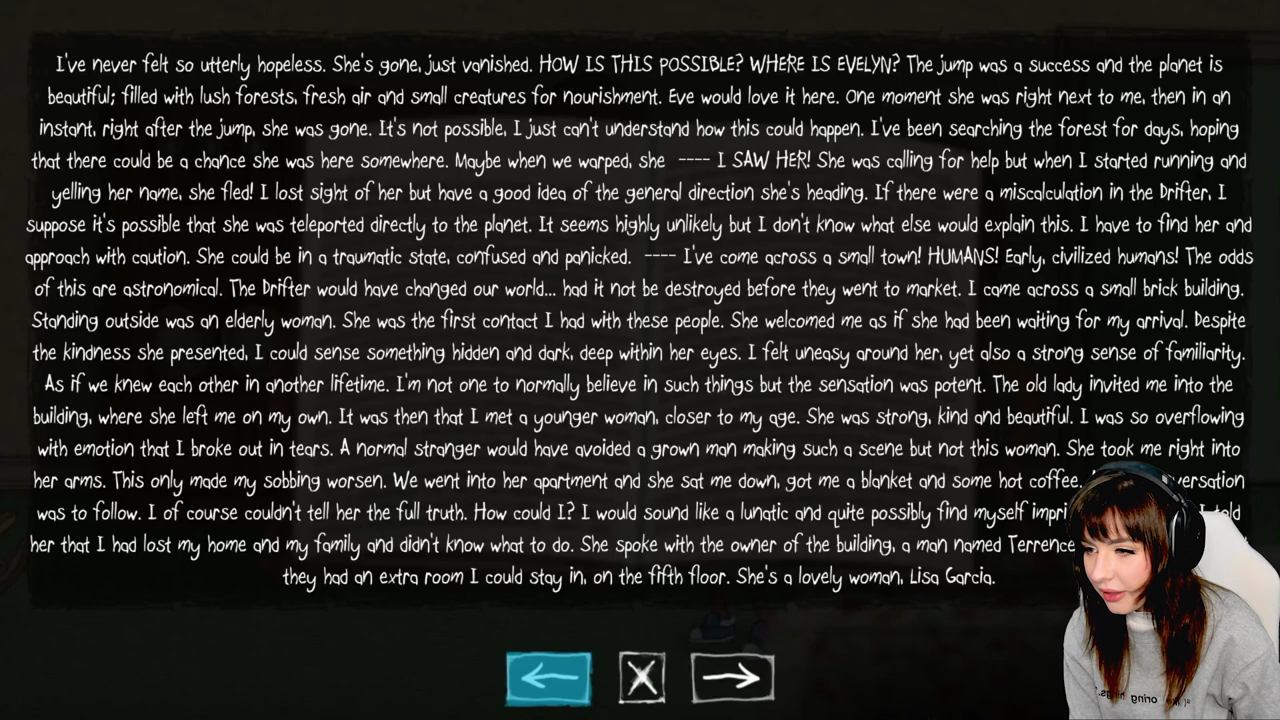 I've never felt so utterly hopeless. She's gone, just vanished. HOW IS THIS POSSIBLE? WHERE IS EVELYN? The jump was a success and the planet is
beautiful; filled with lush forests, fresh air and small creatures for nourishment. Eve would love it here. One moment she was right next to me, then in an
instant, right after the jump, she was gone. It's not possible, I just can't understand how this could happen. I've been searching the forest for days, hoping
that there could be a chance she was here somewhere. Maybe when we warped, she ---- I SAW HER! She was calling for help but when I started running and
yelling her name, she fled! I lost sight of her but have a good idea of the general direction she's heading. If there were a miscalculation in the Drifter, I
suppose it's possible that she was teleported directly to the planet. It seems highly unlikely but I don't know what else would explain this. I have to find her and
approach with caution. She could be in a traumatic state, confused and panicked. ---- I've come across a small town! HUMANS! Early, civilized humans! The odds
of this are astronomical. The Drifter would have changed our world... had it not be destroyed before they went to market. I came across a small brick building.
Standing outside was an elderly woman. She was the first contact I had with these people. She welcomed me as if she had been waiting for my arrival. Despite
the kindness she presented, I could sense something hidden and dark, deep within her eyes. I felt uneasy around her, yet also a strong sense of familiarity.
As if we knew each other in another lifetime. I'm not one to normally believe in such things but the sensation was potent. The old lady invited me into the
building, where she left me on my own. It was then that I met a younger woman, closer to my age. She was strong, kind and beautiful. I was so overflowing
with emotion that I broke out in tears. A normal stranger would have avoided a grown man making such a scene but not this woman. She took me right into
her arms. This only made my sobbing worsen. We went into her apartment and she sat me down, got me a blanket and some hot coffee.
was to follow. I of course couldn't tell her the full truth. How could I? I would sound like a lunatic and quite possibly find myself told
her that I had lost my home and my family and didn't know what to do. She spoke with the owner of the building, a man named Terrence
they had an extra room I could stay in, on the fifth floor. She's a lovely woman, Lisa Garcia.